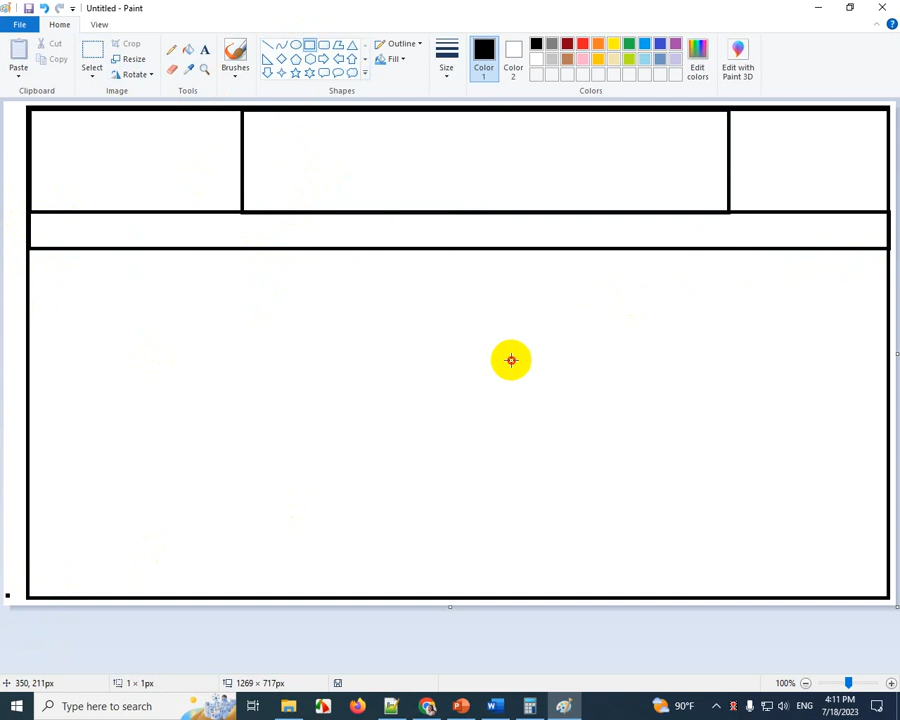 Untitled - Paint
File
Home
View
Paste
Cut
Copy
Clipboard
Select
Crop
Resize
Rotate
Image
A
Tools
Brushes
Outline
Fill
Shapes
Size
Color 1
Color 2
Edit colors
Colors
Edit with Paint 3D
350, 211px
1 × 1px
1269 × 717px
100%
Type here to search
90°F
ENG
4:11 PM
7/18/2023